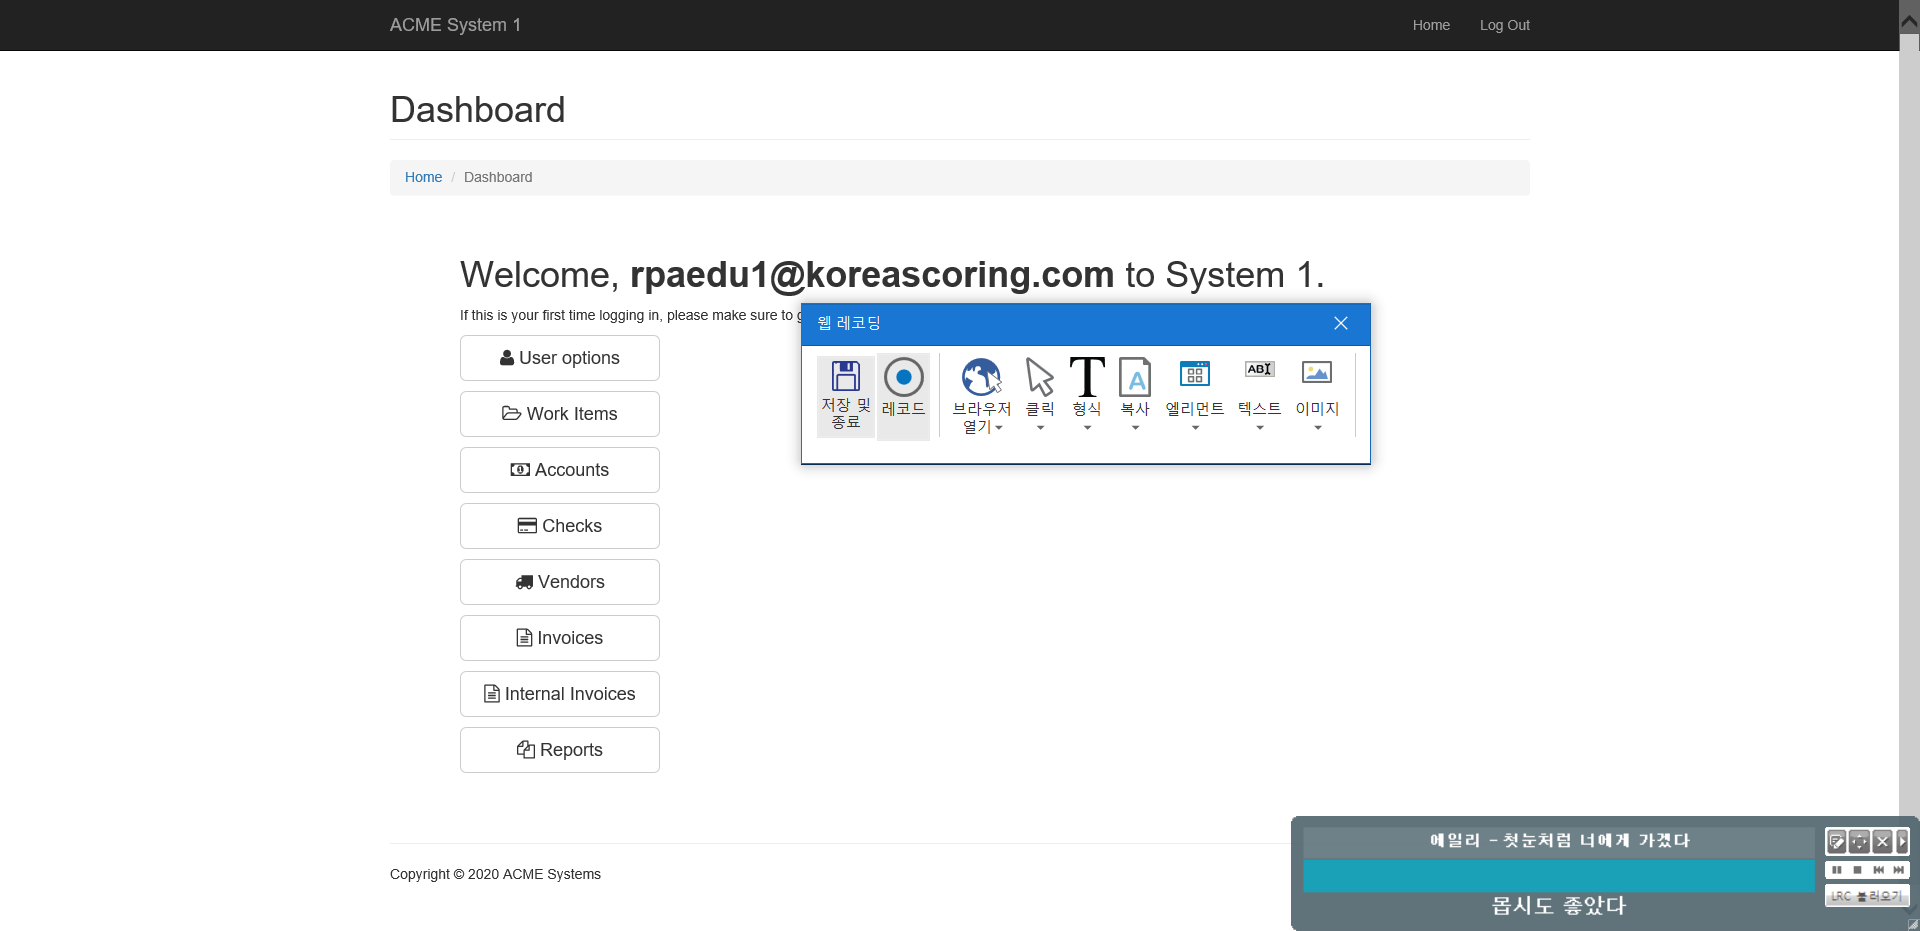 ACME System 1
Home
Log Out
Dashboard
Home / Dashboard
Welcome, rpaedu1@koreascoring.com to System 1.
If this is your first time logging in, please make sure to
웹 레코딩
저장 및
종료
레코드
브라우저
열기
클릭
형식
복사
엘리먼트
텍스트
이미지
User options
Work Items
Accounts
Checks
Vendors
Invoices
Internal Invoices
Reports
Copyright © 2020 ACME Systems
에일리 - 첫눈처럼 너에게 가겠다
몹시도 좋았다
LRC 불러오기